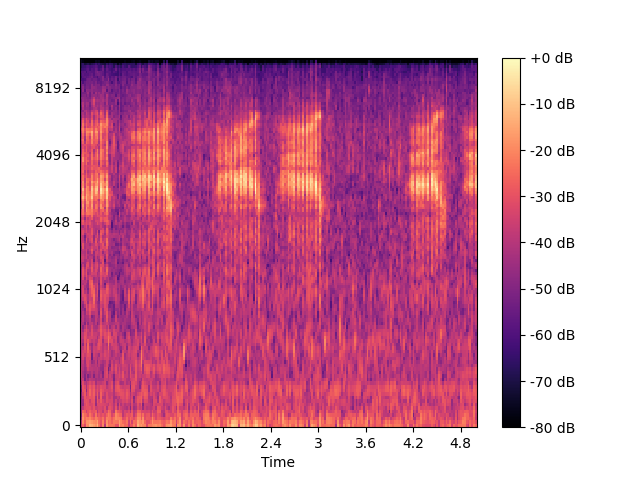 8192
4096
2048
1024
512
0
Hz
0 0.6 1.2 1.8 2.4 3 3.6 4.2 4.8
Time
+0 dB
-10 dB
-20 dB
-30 dB
-40 dB
-50 dB
-60 dB
-70 dB
-80 dB